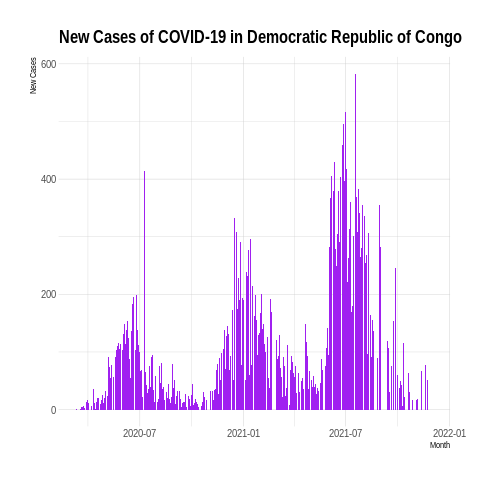 New Cases of COVID-19 in Democratic Republic of Congo
New Cases
600
400
200
0
2020-07
2021-01
2021-07
2022-01
Month